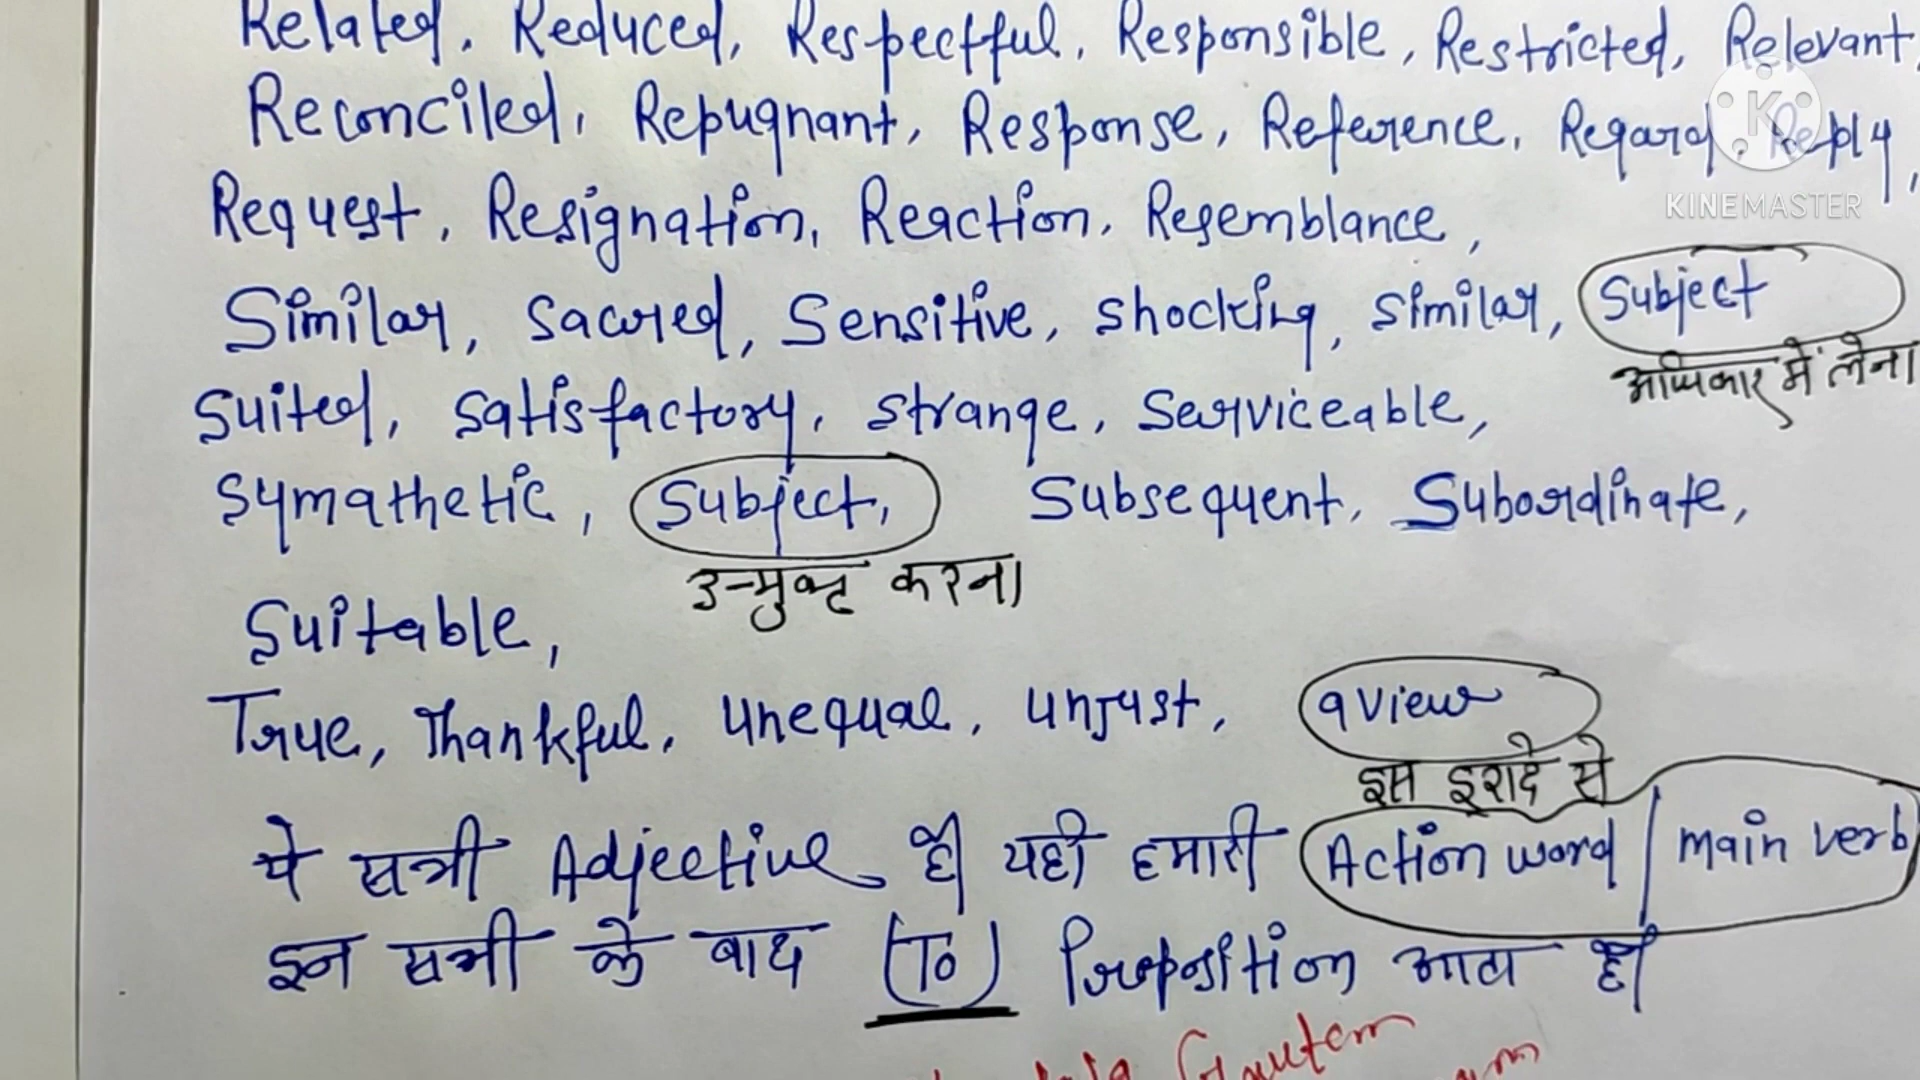 Related, Reduced, Respectful, Responsible, Restricted, Relevant,
Reconciled, Repugnant, Response, Reference, Regard, Reply,
KINEMASTER
Request, Resignation, Reaction, Resemblance,
Similar, Sacred, Sensitive, Shocking, Similar, Subject
अधिकार में लेना
Suited, Satisfactory, Strange, Serviceable,
Symathetic, Subject, Subsequent, Subordinate,
उन्मुक्त करना
Suitable,
True, Thankful, Unequal, Unjust, a view
इस इरादे से
ये सभी Adjective है। यही हमारी Action word / main verb
इन सभी के बाद (To) Preposition आता है।
Gautam